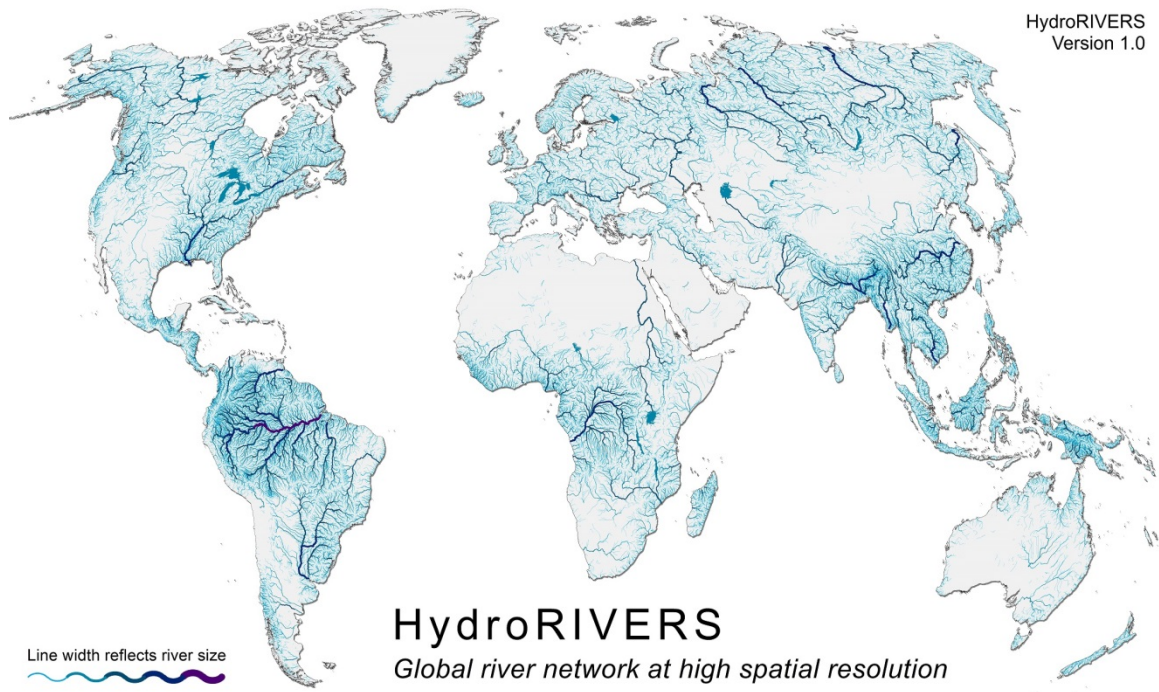 HydroRIVERS
Version 1.0
HydroRIVERS
Global river network at high spatial resolution
Line width reflects river size